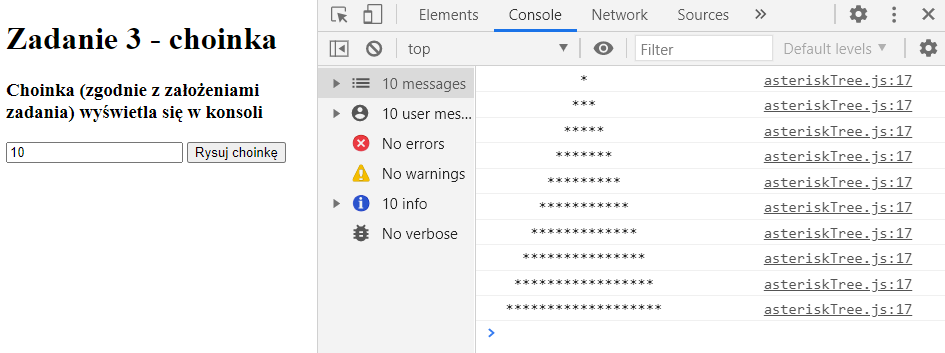 Zadanie 3 - choinka
Choinka (zgodnie z założeniami
zadania) wyświetla się w konsoli
10 Rysuj choinkę
Elements Console Network Sources »
top Filter Default levels
10 messages
10 user mes...
No errors
No warnings
10 info
No verbose
* asteriskTree.js:17
*** asteriskTree.js:17
***** asteriskTree.js:17
******* asteriskTree.js:17
********* asteriskTree.js:17
*********** asteriskTree.js:17
************* asteriskTree.js:17
*************** asteriskTree.js:17
***************** asteriskTree.js:17
******************* asteriskTree.js:17
>